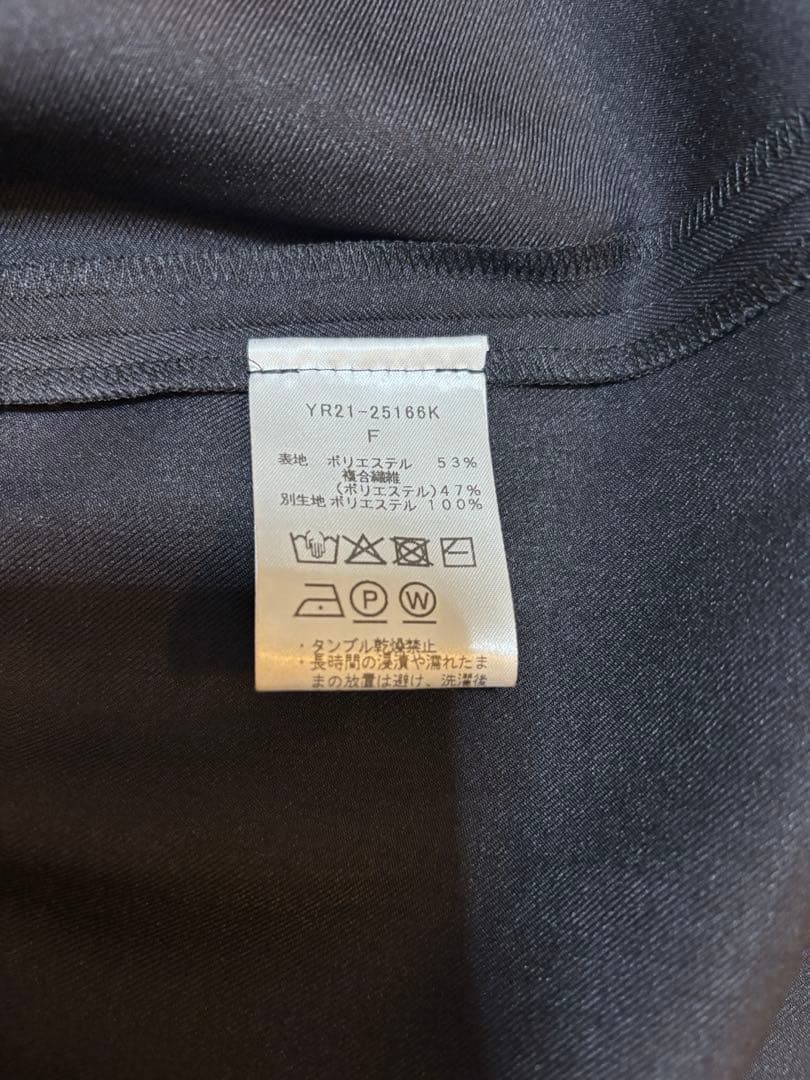 YR21-25166K
F
表地 ポリエステル 53%
複合繊維
(ポリエステル)47%
別生地 ポリエステル 100%
P W
・タンブル乾燥禁止
・長時間の浸漬や濡れたま
まの放置は避け、洗濯後